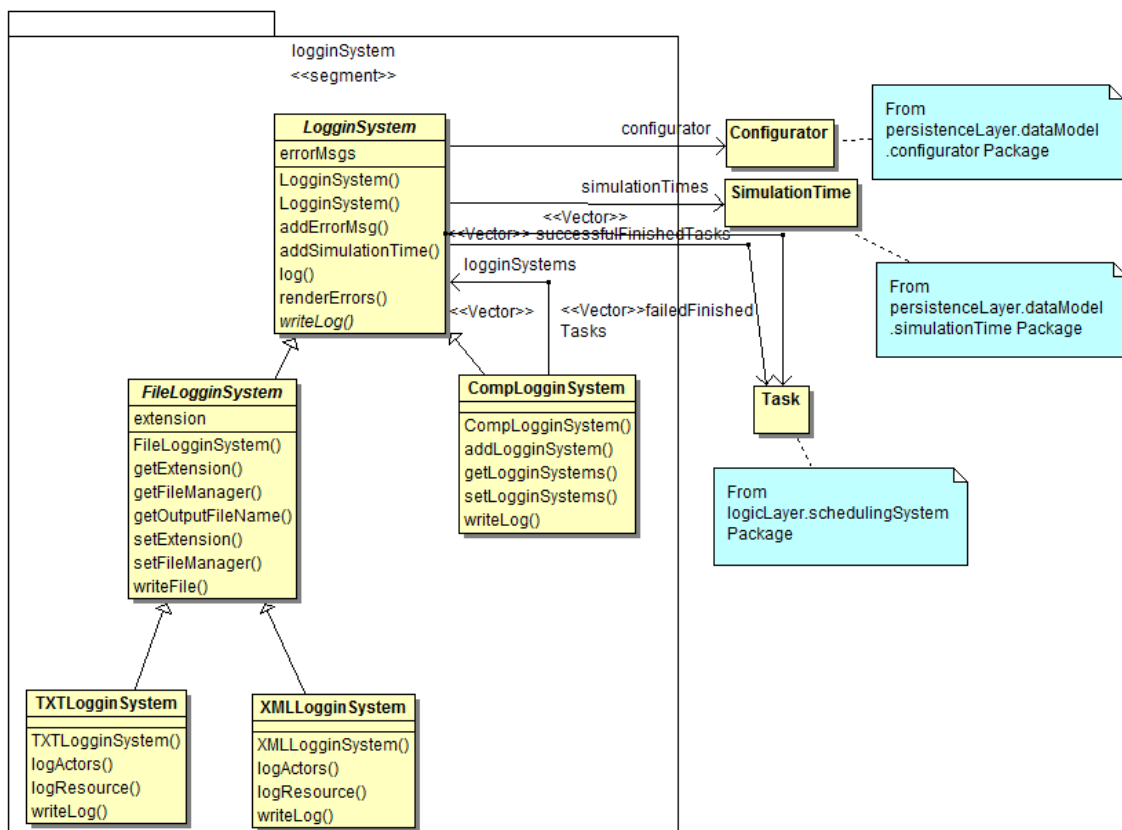 logginSystem
<<segment>>
LogginSystem
errorMsgs
LogginSystem()
LogginSystem()
addErrorMsg()
addSimulationTime()
log()
renderErrors()
writeLog()
configurator
Configurator
From
persistenceLayer.dataModel
.configurator Package
simulationTimes
SimulationTime
<<Vector>>
<<Vector>> successfulFinishedTasks
From
persistenceLayer.dataModel
.simulationTime Package
logginSystems
<<Vector>>
<<Vector>>failedFinished
Tasks
FileLogginSystem
extension
FileLogginSystem()
getExtension()
getFileManager()
getOutputFileName()
setExtension()
setFileManager()
writeFile()
CompLogginSystem
CompLogginSystem()
addLogginSystem()
getLogginSystems()
setLogginSystems()
writeLog()
Task
From
logicLayer.schedulingSystem
Package
TXTLogginSystem
TXTLogginSystem()
logActors()
logResource()
writeLog()
XMLLogginSystem
XMLLogginSystem()
logActors()
logResource()
writeLog()